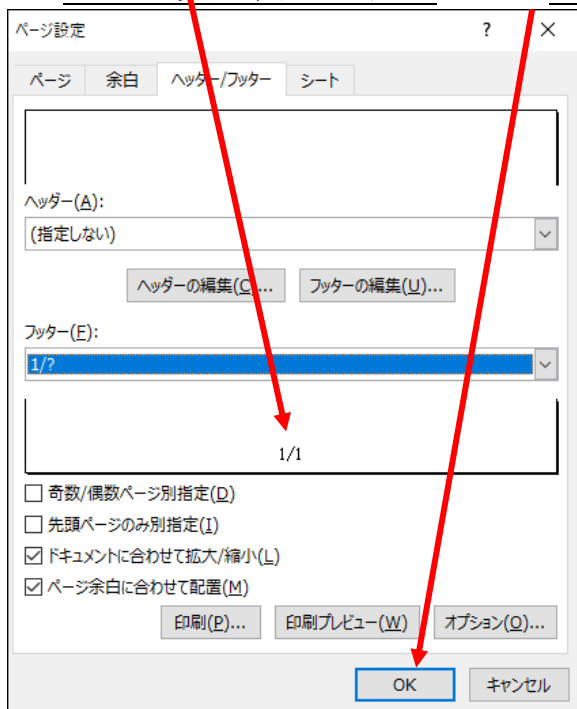 ページ設定 ? ×
ページ 余白 ヘッダー/フッター シート
ヘッダー(A):
(指定しない)
ヘッダーの編集(C)... フッターの編集(U)...
フッター(F):
1/?
1/1
奇数/偶数ページ別指定(D)
先頭ページのみ別指定(I)
ドキュメントに合わせて拡大/縮小(L)
ページ余白に合わせて配置(M)
印刷(P)... 印刷プレビュー(W) オプション(O)...
OK キャンセル